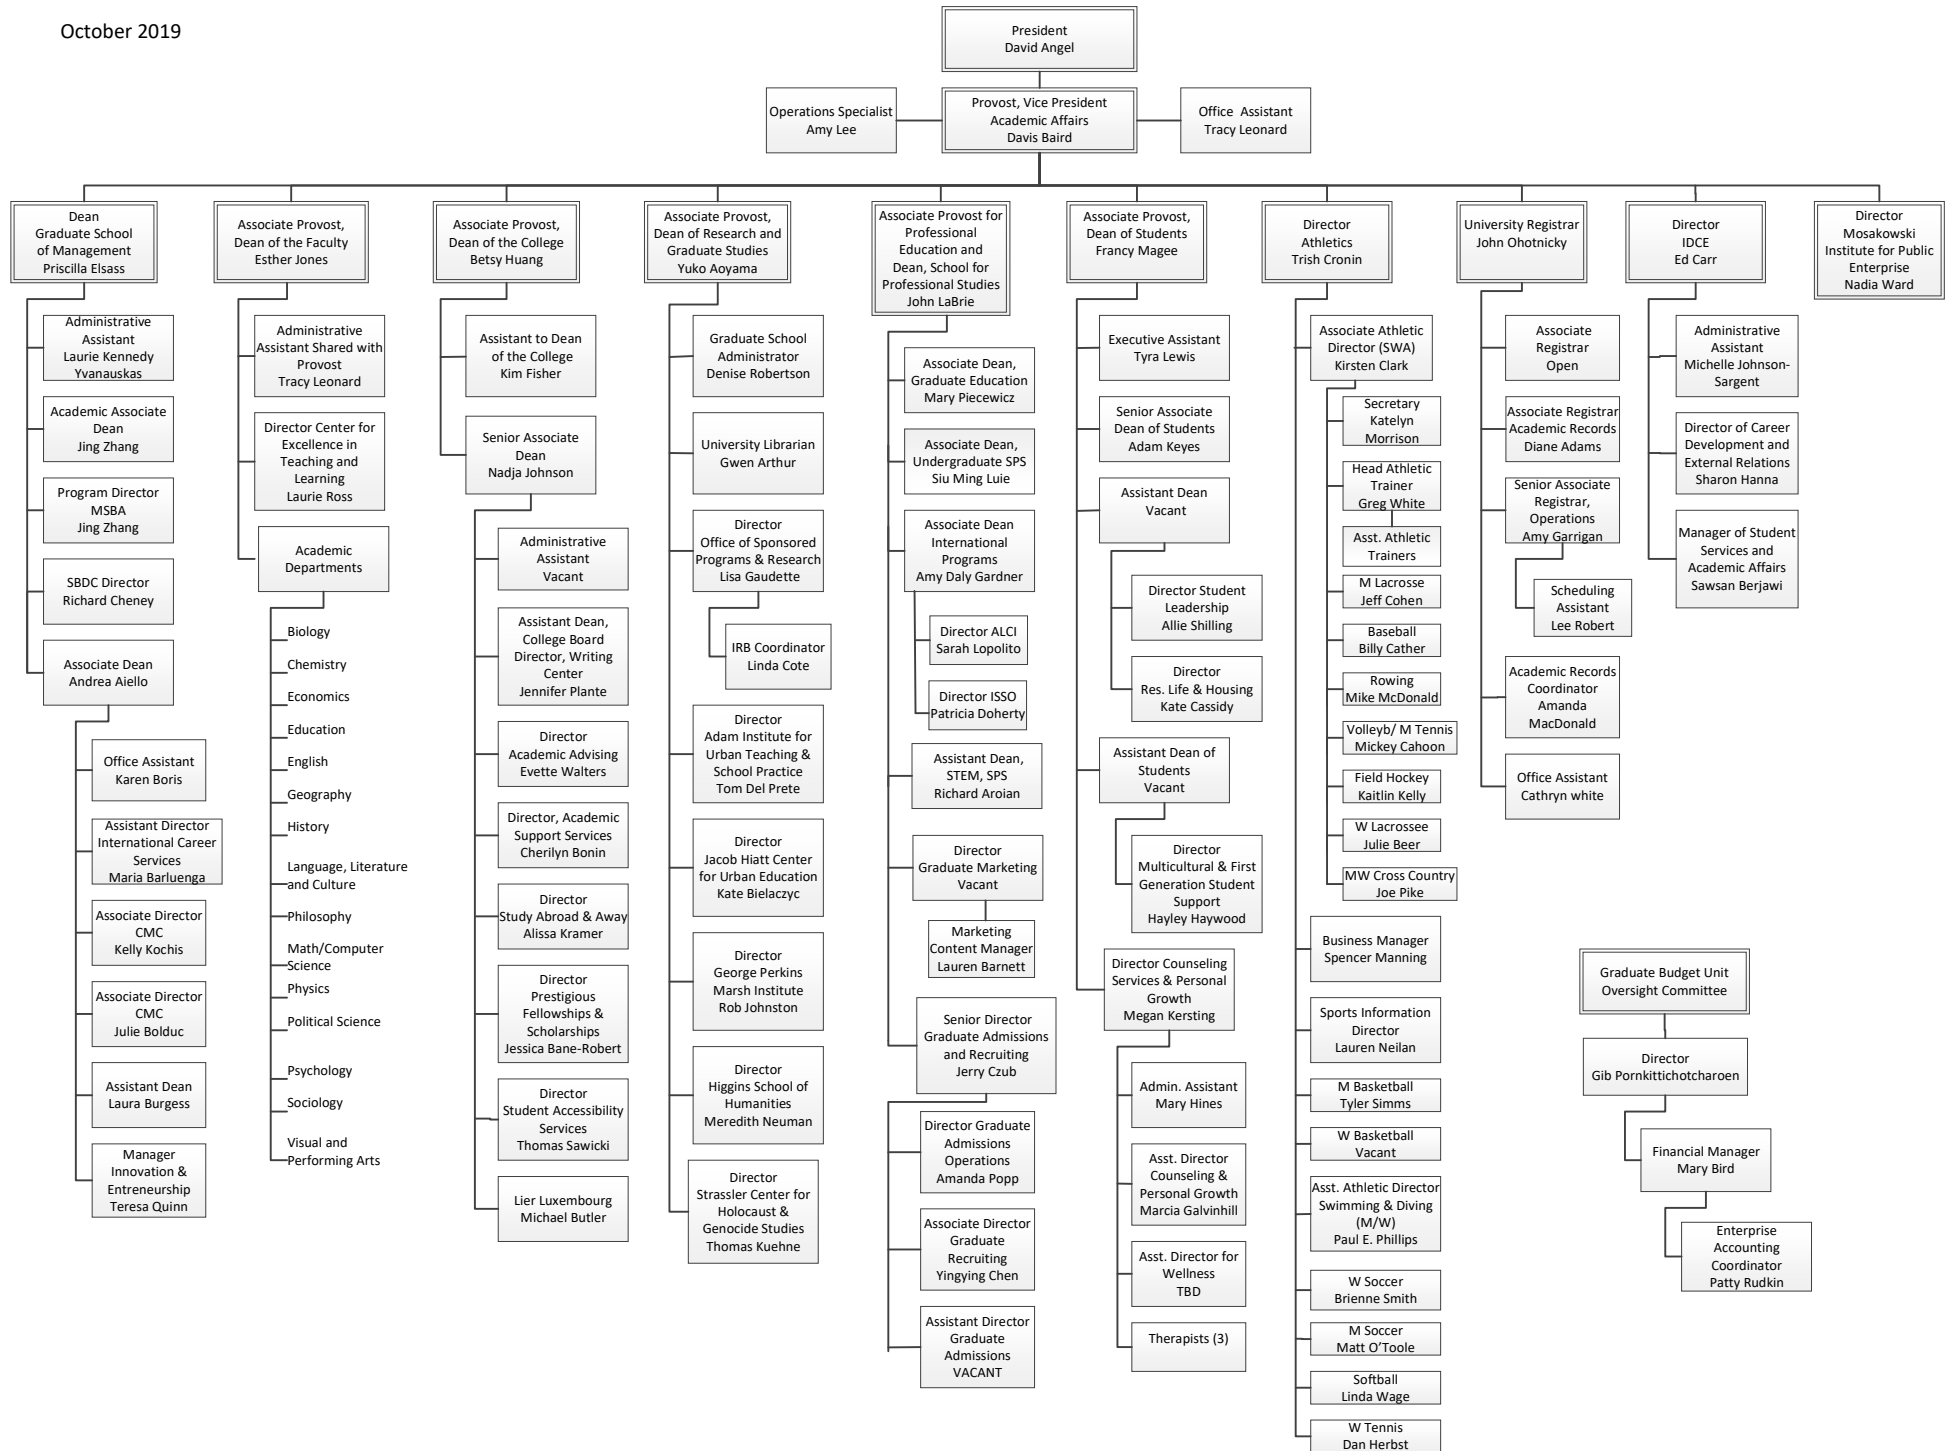 October 2019
President
David Angel
Operations Specialist
Amy Lee
Provost, Vice President
Academic Affairs
Davis Baird
Office  Assistant
Tracy Leonard
Dean
Graduate School
of Management
Priscilla Elsass
Administrative
Assistant
Laurie Kennedy
Yvanauskas
Academic Associate
Dean
Jing Zhang
Program Director
MSBA
Jing Zhang
SBDC Director
Richard Cheney
Associate Dean
Andrea Aiello
Office Assistant
Karen Boris
Assistant Director
International Career
Services
Maria Barluenga
Associate Director
CMC
Kelly Kochis
Associate Director
CMC
Julie Bolduc
Assistant Dean
Laura Burgess
Manager
Innovation &
Entreneurship
Teresa Quinn
Associate Provost,
Dean of the Faculty
Esther Jones
Administrative
Assistant Shared with
Provost
Tracy Leonard
Director Center for
Excellence in
Teaching and
Learning
Laurie Ross
Academic
Departments
Biology
Chemistry
Economics
Education
English
Geography
History
Language, Literature
and Culture
Philosophy
Math/Computer
Science
Physics
Political Science
Psychology
Sociology
Visual and
Performing Arts
Associate Provost,
Dean of the College
Betsy Huang
Assistant to Dean
of the College
Kim Fisher
Senior Associate
Dean
Nadja Johnson
Administrative
Assistant
Vacant
Assistant Dean,
College Board
Director, Writing
Center
Jennifer Plante
Director
Academic Advising
Evette Walters
Director, Academic
Support Services
Cherilyn Bonin
Director
Study Abroad & Away
Alissa Kramer
Director
Prestigious
Fellowships &
Scholarships
Jessica Bane-Robert
Director
Student Accessibility
Services
Thomas Sawicki
Lier Luxembourg
Michael Butler
Associate Provost,
Dean of Research and
Graduate Studies
Yuko Aoyama
Graduate School
Administrator
Denise Robertson
University Librarian
Gwen Arthur
Director
Office of Sponsored
Programs & Research
Lisa Gaudette
IRB Coordinator
Linda Cote
Director
Adam Institute for
Urban Teaching &
School Practice
Tom Del Prete
Director
Jacob Hiatt Center
for Urban Education
Kate Bielaczyc
Director
George Perkins
Marsh Institute
Rob Johnston
Director
Higgins School of
Humanities
Meredith Neuman
Director
Strassler Center for
Holocaust &
Genocide Studies
Thomas Kuehne
Associate Provost for
Professional
Education and
Dean, School for
Professional Studies
John LaBrie
Associate Dean,
Graduate Education
Mary Piecewicz
Associate Dean,
Undergraduate SPS
Siu Ming Luie
Associate Dean
International
Programs
Amy Daly Gardner
Director ALCI
Sarah Lopolito
Director ISSO
Patricia Doherty
Assistant Dean,
STEM, SPS
Richard Aroian
Director
Graduate Marketing
Vacant
Marketing
Content Manager
Lauren Barnett
Senior Director
Graduate Admissions
and Recruiting
Jerry Czub
Director Graduate
Admissions
Operations
Amanda Popp
Associate Director
Graduate
Recruiting
Yingying Chen
Assistant Director
Graduate
Admissions
VACANT
Associate Provost,
Dean of Students
Francy Magee
Executive Assistant
Tyra Lewis
Senior Associate
Dean of Students
Adam Keyes
Assistant Dean
Vacant
Director Student
Leadership
Allie Shilling
Director
Res. Life & Housing
Kate Cassidy
Assistant Dean of
Students
Vacant
Director
Multicultural & First
Generation Student
Support
Hayley Haywood
Director Counseling
Services & Personal
Growth
Megan Kersting
Admin. Assistant
Mary Hines
Asst. Director
Counseling &
Personal Growth
Marcia Galvinhill
Asst. Director for
Wellness
TBD
Therapists (3)
Director
Athletics
Trish Cronin
Associate Athletic
Director (SWA)
Kirsten Clark
Secretary
Katelyn
Morrison
Head Athletic
Trainer
Greg White
Asst. Athletic
Trainers
M Lacrosse
Jeff Cohen
Baseball
Billy Cather
Rowing
Mike McDonald
Volleyb/ M Tennis
Mickey Cahoon
Field Hockey
Kaitlin Kelly
W Lacrossee
Julie Beer
MW Cross Country
Joe Pike
Business Manager
Spencer Manning
Sports Information
Director
Lauren Neilan
M Basketball
Tyler Simms
W Basketball
Vacant
Asst. Athletic Director
Swimming & Diving
(M/W)
Paul E. Phillips
W Soccer
Brienne Smith
M Soccer
Matt O’Toole
Softball
Linda Wage
W Tennis
Dan Herbst
University Registrar
John Ohotnicky
Associate
Registrar
Open
Associate Registrar
Academic Records
Diane Adams
Senior Associate
Registrar,
Operations
Amy Garrigan
Scheduling
Assistant
Lee Robert
Academic Records
Coordinator
Amanda
MacDonald
Office Assistant
Cathryn white
Director
IDCE
Ed Carr
Administrative
Assistant
Michelle Johnson-
Sargent
Director of Career
Development and
External Relations
Sharon Hanna
Manager of Student
Services and
Academic Affairs
Sawsan Berjawi
Director
Mosakowski
Institute for Public
Enterprise
Nadia Ward
Graduate Budget Unit
Oversight Committee
Director
Gib Pornkittichotcharoen
Financial Manager
Mary Bird
Enterprise
Accounting
Coordinator
Patty Rudkin